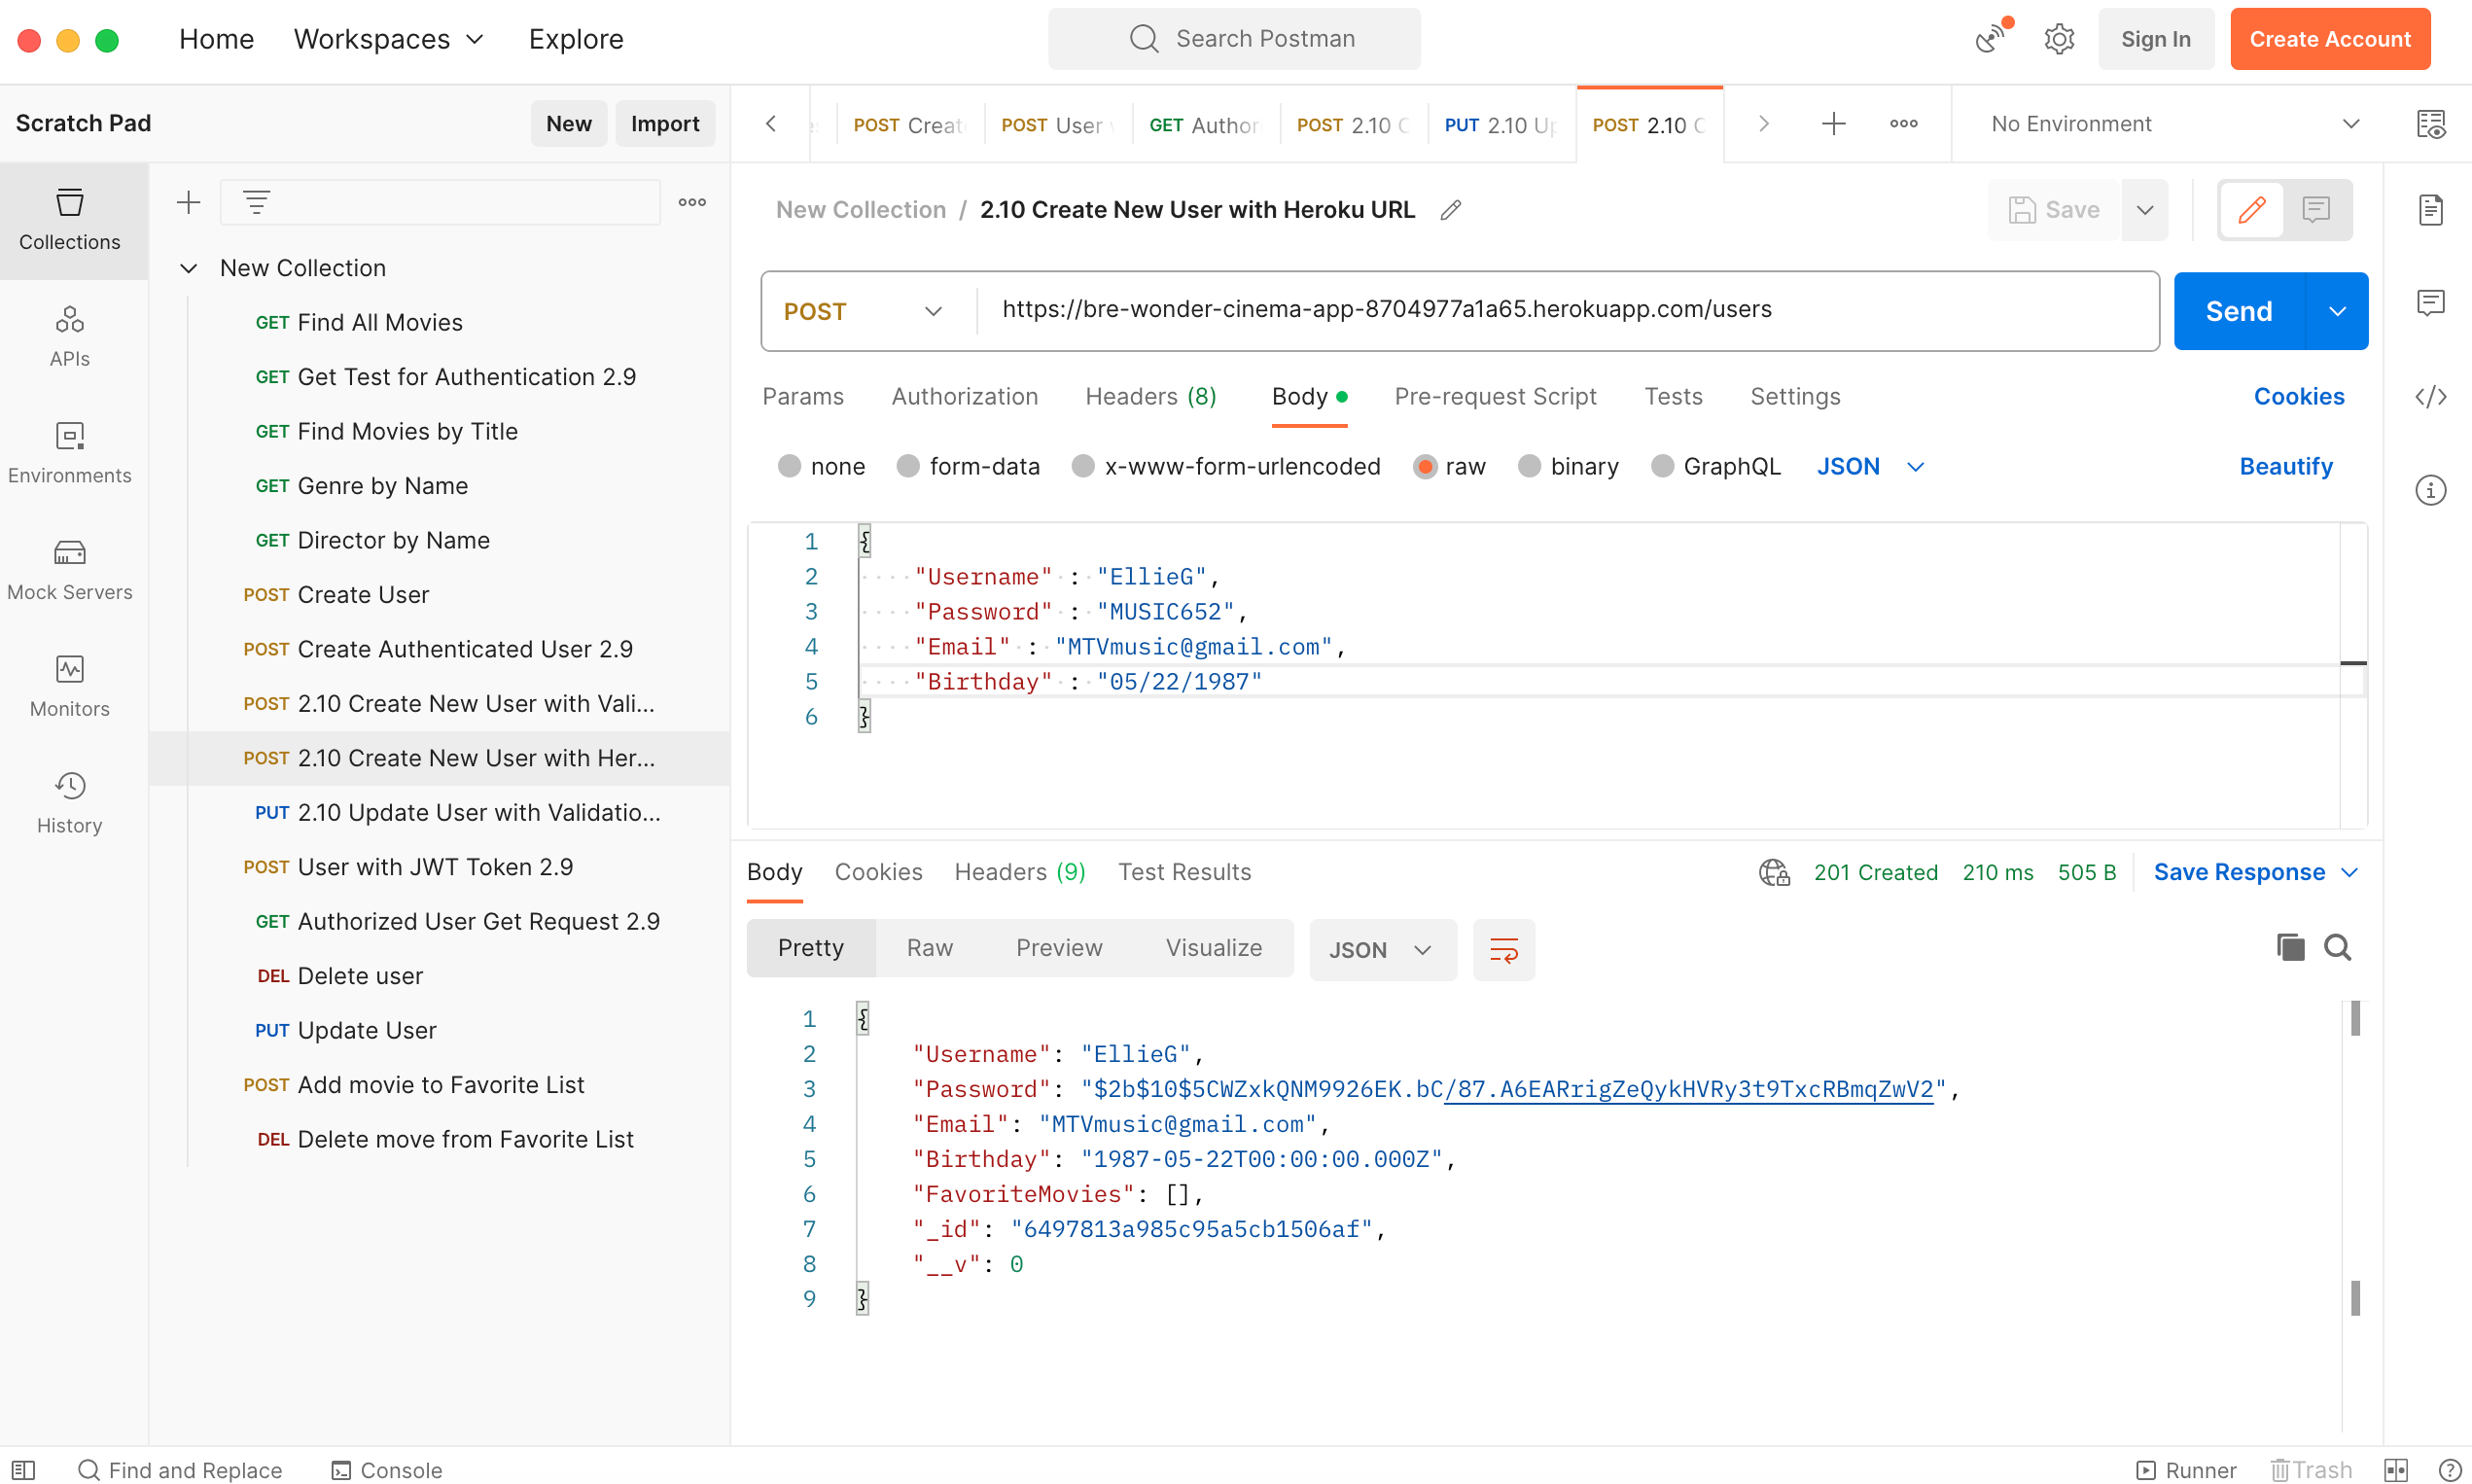 Home Workspaces Explore Search Postman Sign In Create Account
Scratch Pad New Import
POST Creat POST User GET Author POST 2.10 C PUT 2.10 Up POST 2.10 C No Environment
Collections
APIs
Environments
Mock Servers
Monitors
History
New Collection
GET Find All Movies
GET Get Test for Authentication 2.9
GET Find Movies by Title
GET Genre by Name
GET Director by Name
POST Create User
POST Create Authenticated User 2.9
POST 2.10 Create New User with Vali...
POST 2.10 Create New User with Her...
PUT 2.10 Update User with Validatio...
POST User with JWT Token 2.9
GET Authorized User Get Request 2.9
DEL Delete user
PUT Update User
POST Add movie to Favorite List
DEL Delete move from Favorite List
New Collection / 2.10 Create New User with Heroku URL Save
POST https://bre-wonder-cinema-app-8704977a1a65.herokuapp.com/users Send
Params Authorization Headers (8) Body Pre-request Script Tests Settings Cookies
none form-data x-www-form-urlencoded raw binary GraphQL JSON Beautify
1 {
2 "Username" : "EllieG",
3 "Password" : "MUSIC652",
4 "Email" : "MTVmusic@gmail.com",
5 "Birthday" : "05/22/1987"
6 }
Body Cookies Headers (9) Test Results 201 Created 210 ms 505 B Save Response
Pretty Raw Preview Visualize JSON
1 {
2 "Username": "EllieG",
3 "Password": "$2b$10$5CWZxkQNM9926EK.bC/87.A6EARrigZeQykHVRy3t9TxcRBmqZwV2",
4 "Email": "MTVmusic@gmail.com",
5 "Birthday": "1987-05-22T00:00:00.000Z",
6 "FavoriteMovies": [],
7 "_id": "6497813a985c95a5cb1506af",
8 "__v": 0
9 }
Find and Replace Console Runner Trash